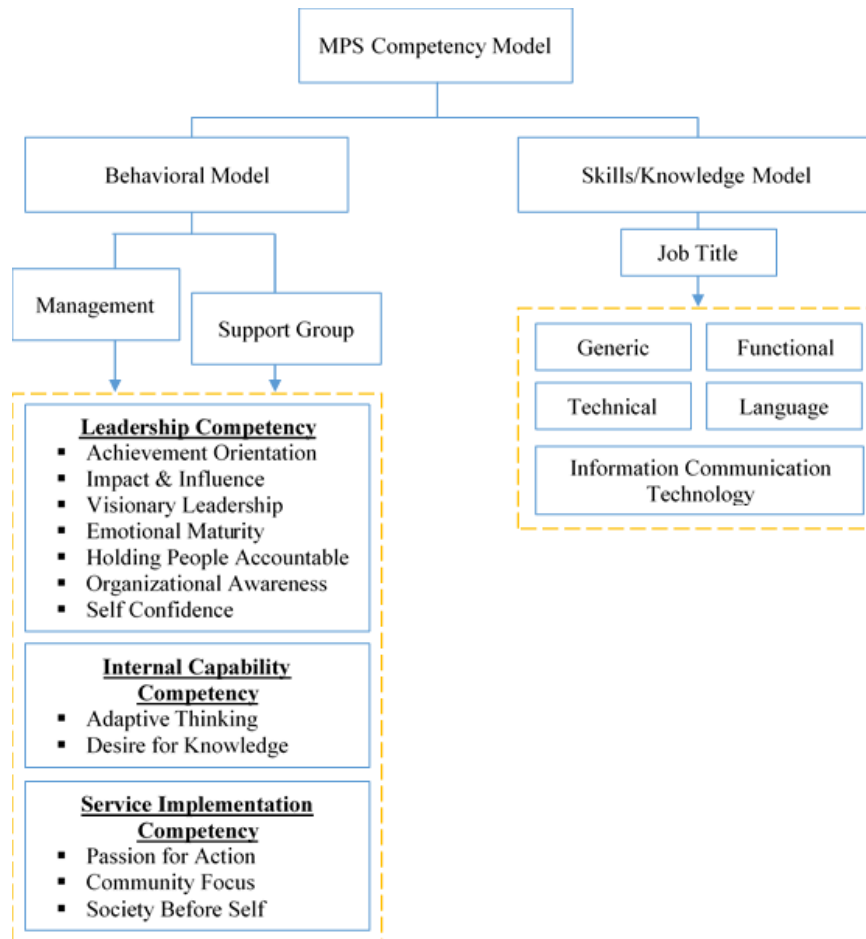 MPS Competency Model
Behavioral Model
Skills/Knowledge Model
Job Title
Management
Support Group
Generic
Functional
Technical
Language
Information Communication
Technology
Leadership Competency
▪ Achievement Orientation
▪ Impact & Influence
▪ Visionary Leadership
▪ Emotional Maturity
▪ Holding People Accountable
▪ Organizational Awareness
▪ Self Confidence
Internal Capability
Competency
▪ Adaptive Thinking
▪ Desire for Knowledge
Service Implementation
Competency
▪ Passion for Action
▪ Community Focus
▪ Society Before Self